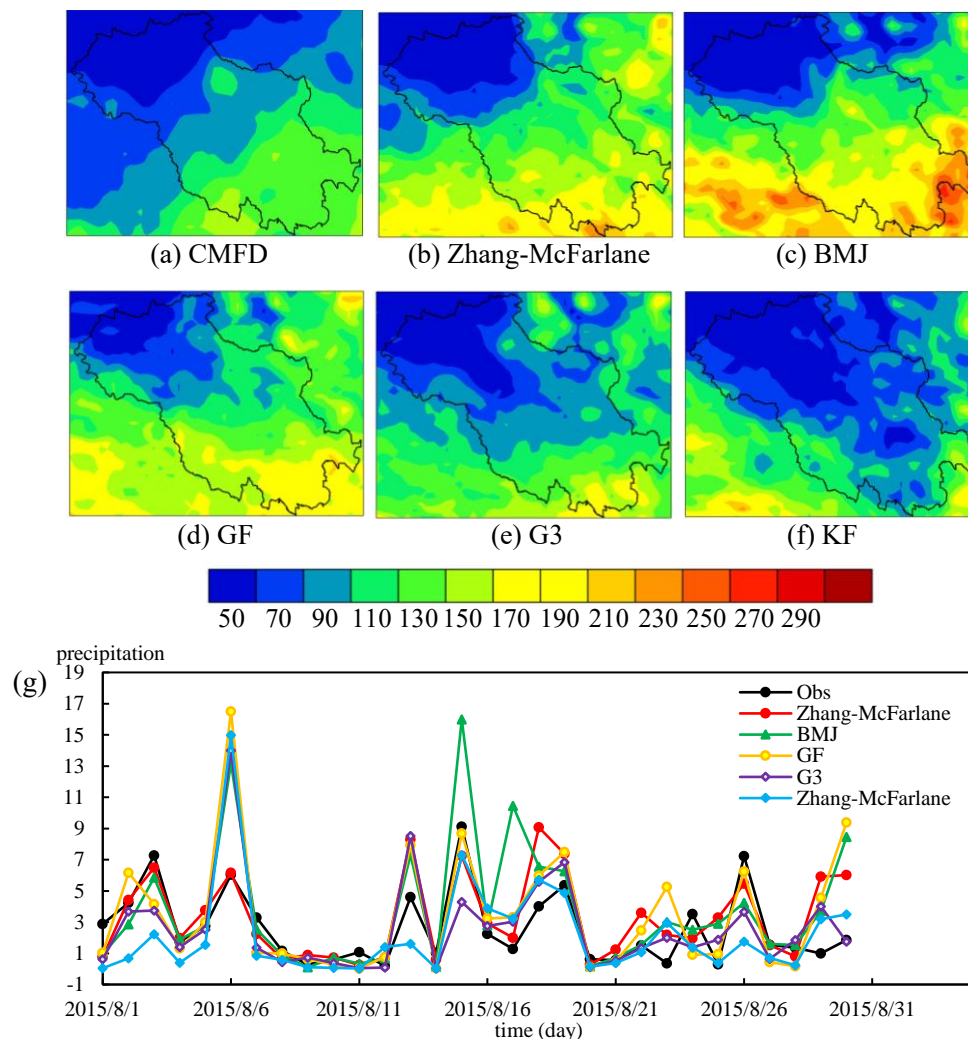 (a) CMFD
(b) Zhang-McFarlane
(c) BMJ
(d) GF
(e) G3
(f) KF
50 70 90 110 130 150 170 190 210 230 250 270 290
(g)
precipitation
19
17
15
13
11
9
7
5
3
1
-1
Obs
Zhang-McFarlane
BMJ
GF
G3
Zhang-McFarlane
2015/8/1 2015/8/6 2015/8/11 2015/8/16 2015/8/21 2015/8/26 2015/8/31
time (day)